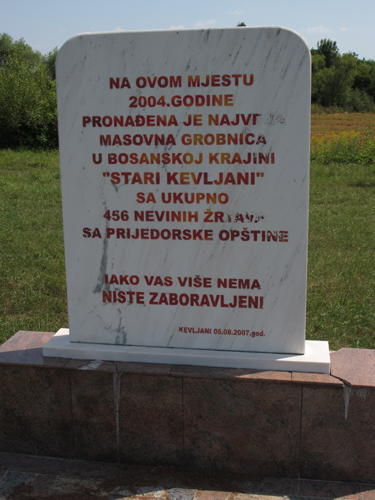 NA OVOM MJESTU
2004.GODINE
PRONAĐENA JE
MASOVNA GROBNICA
U BOSANSKOJ KRAJINI
"STARI KEVLJANI"
SA UKUPNO
456 NEVINIH ŽRTAVA
SA PRIJEDORSKE OPŠTINE
IAKO VAS VIŠE NEMA
NISTE ZABORAVLJENI
KEVLJANI 05.08.2007.god.